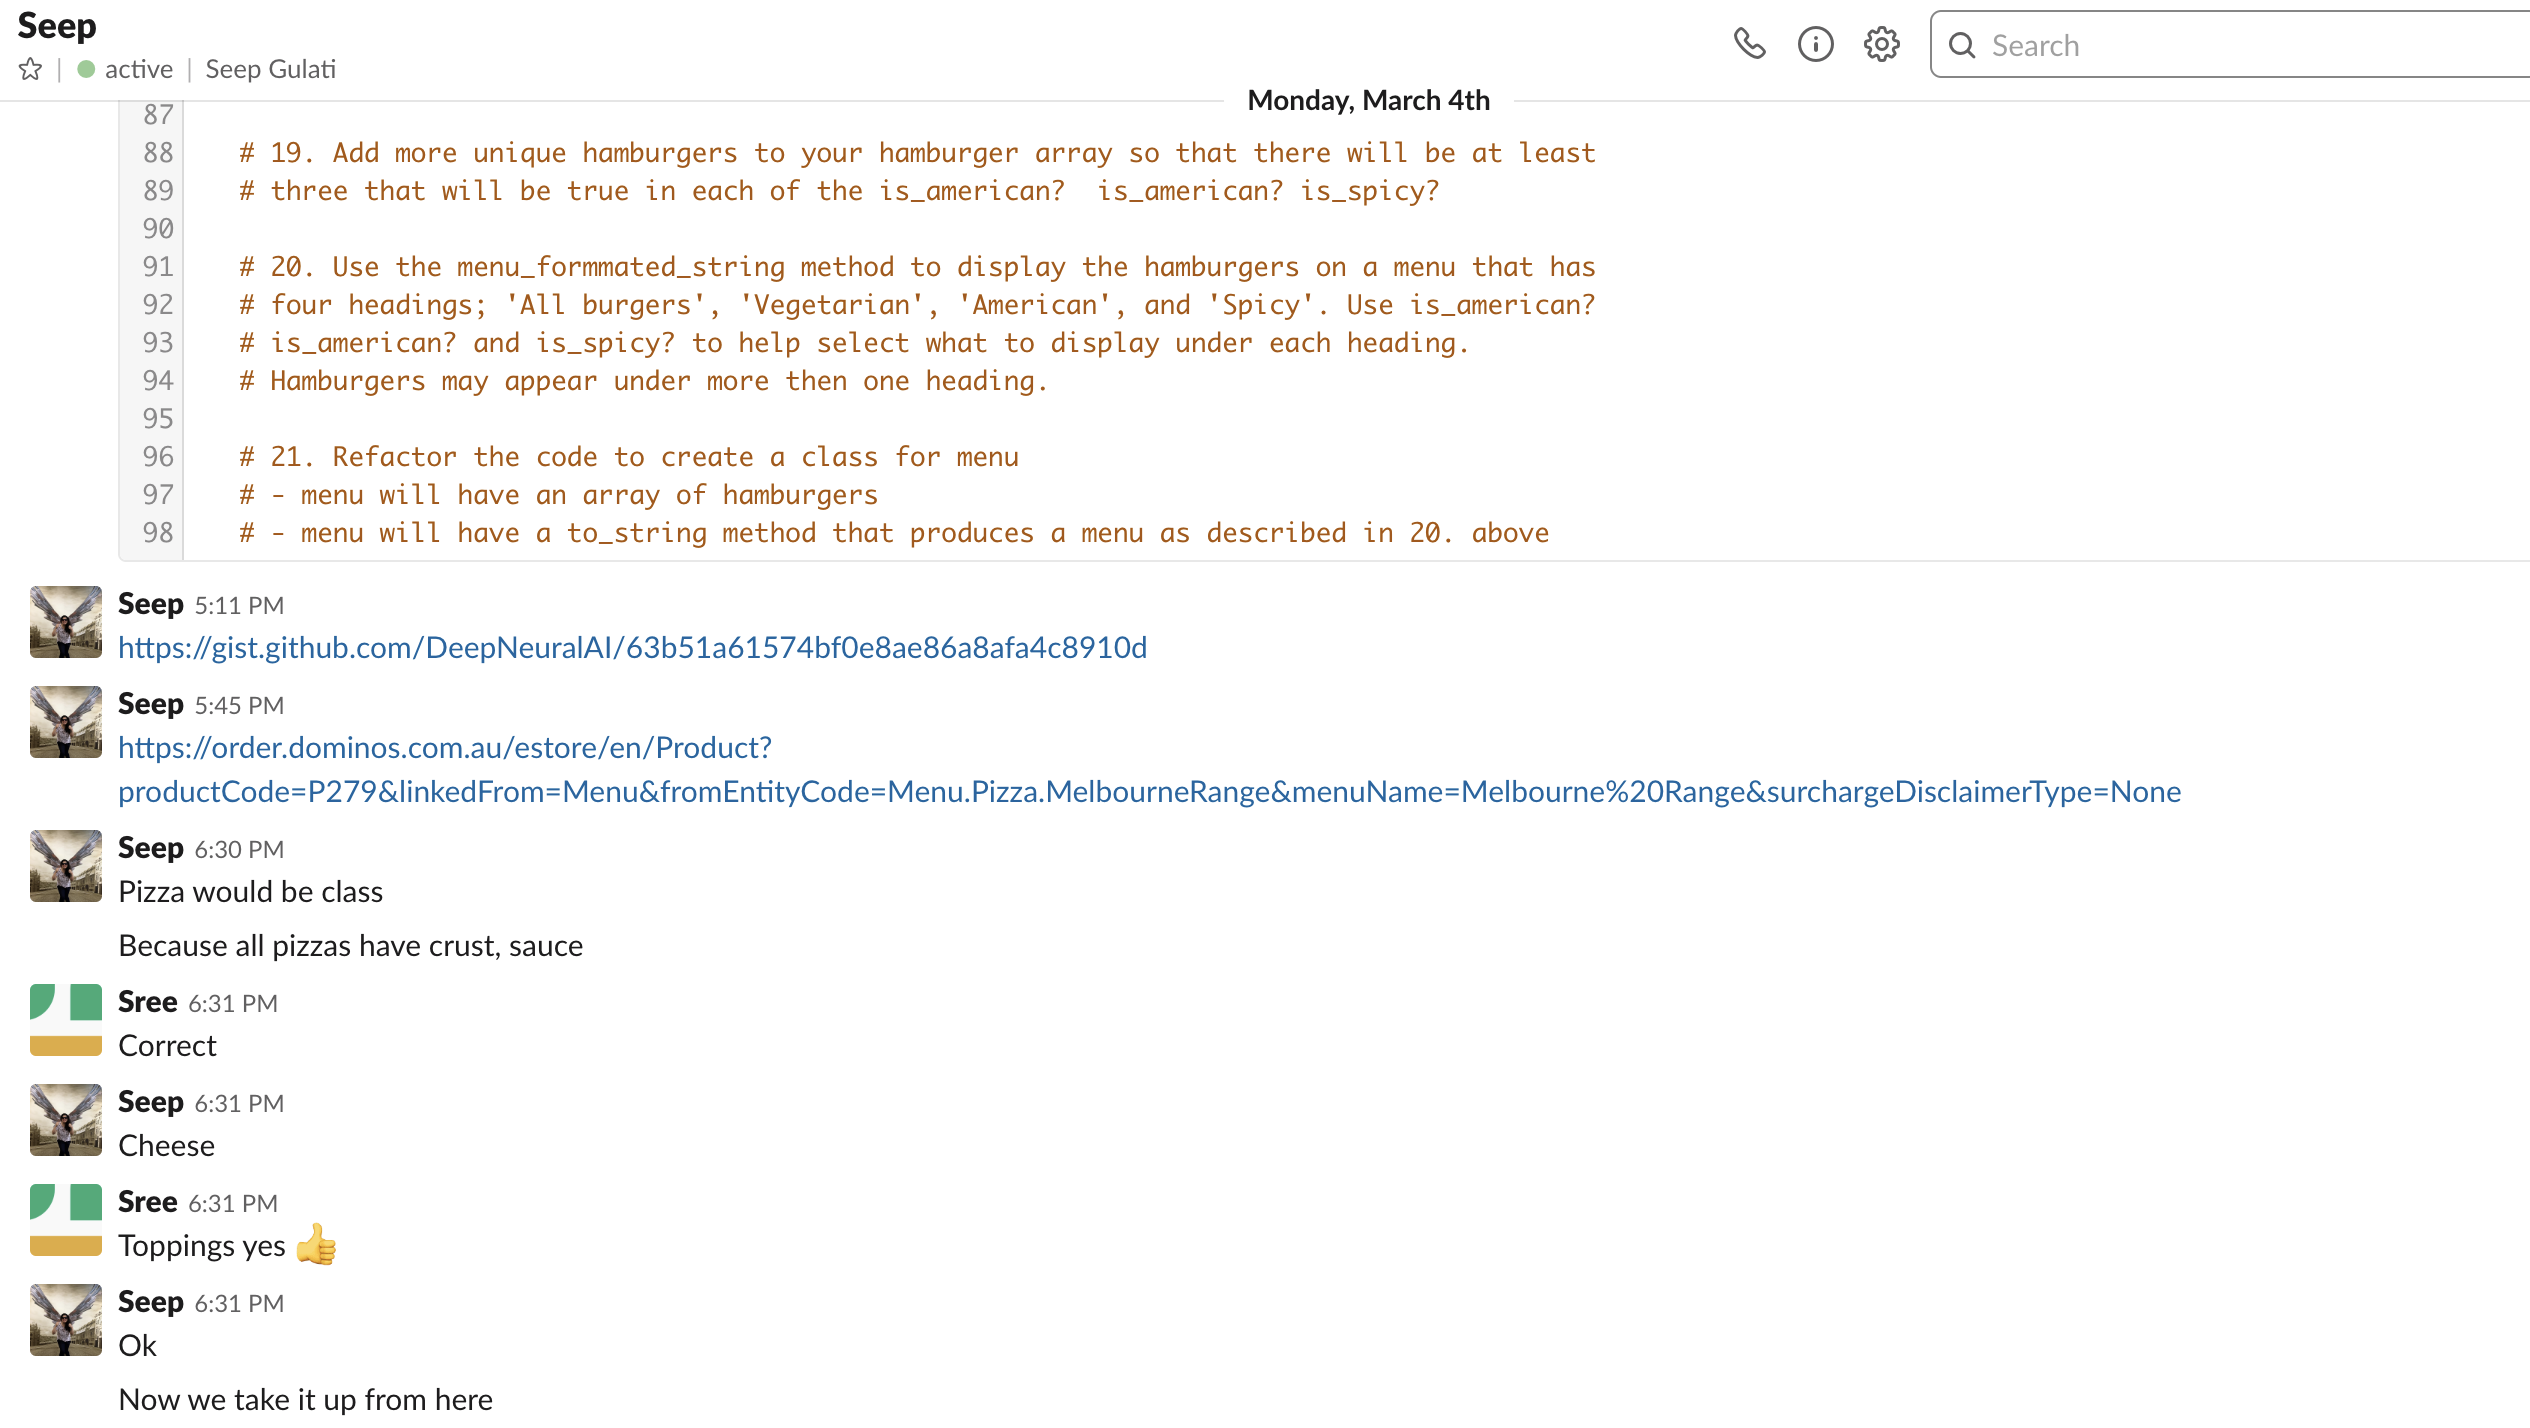 Seep
active | Seep Gulati
Search
Monday, March 4th
87
88 # 19. Add more unique hamburgers to your hamburger array so that there will be at least
89 # three that will be true in each of the is_american?  is_american? is_spicy?
90
91 # 20. Use the menu_formmated_string method to display the hamburgers on a menu that has
92 # four headings; 'All burgers', 'Vegetarian', 'American', and 'Spicy'. Use is_american?
93 # is_american? and is_spicy? to help select what to display under each heading.
94 # Hamburgers may appear under more then one heading.
95
96 # 21. Refactor the code to create a class for menu
97 # - menu will have an array of hamburgers
98 # - menu will have a to_string method that produces a menu as described in 20. above
Seep 5:11 PM
https://gist.github.com/DeepNeuralAI/63b51a61574bf0e8ae86a8afa4c8910d
Seep 5:45 PM
https://order.dominos.com.au/estore/en/Product?
productCode=P279&linkedFrom=Menu&fromEntityCode=Menu.Pizza.MelbourneRange&menuName=Melbourne%20Range&surchargeDisclaimerType=None
Seep 6:30 PM
Pizza would be class
Because all pizzas have crust, sauce
Sree 6:31 PM
Correct
Seep 6:31 PM
Cheese
Sree 6:31 PM
Toppings yes 👍
Seep 6:31 PM
Ok
Now we take it up from here